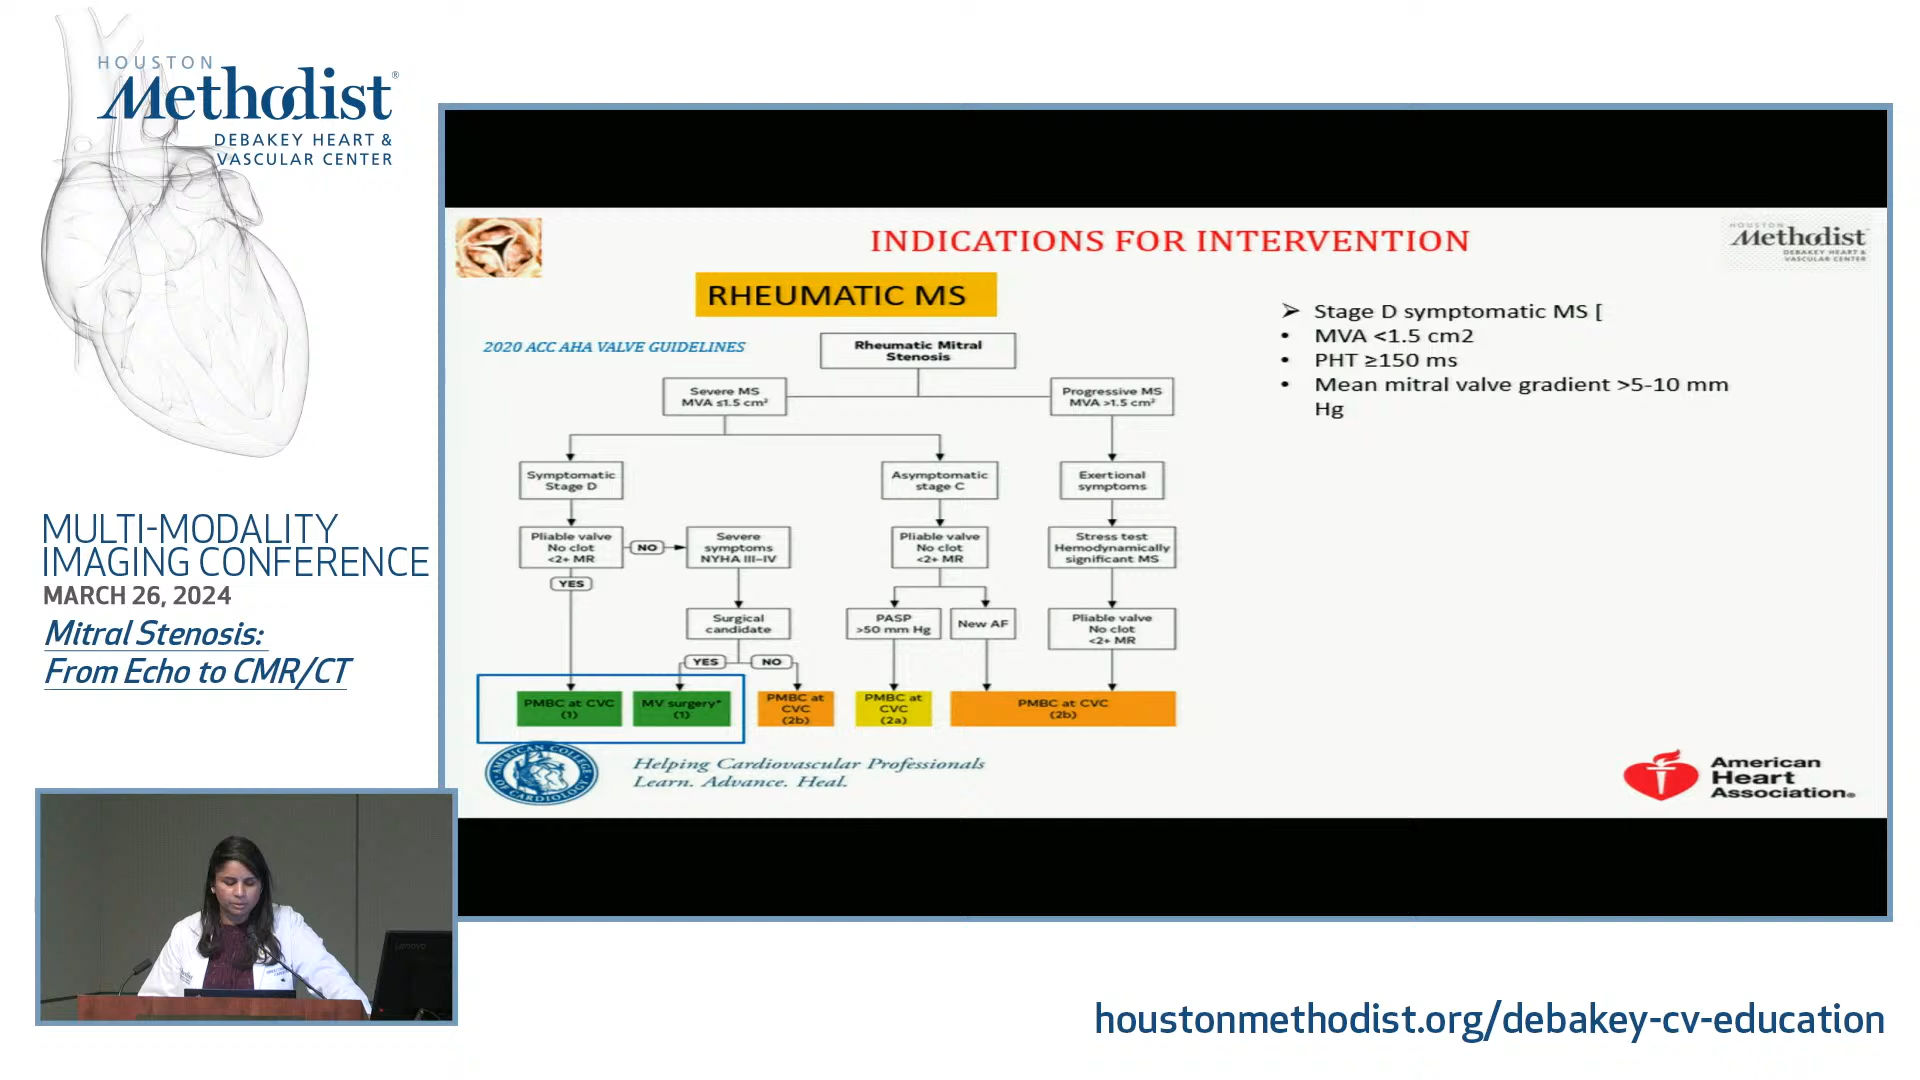 HOUSTON
Methodist®
DEBAKEY HEART &
VASCULAR CENTER
MULTI-MODALITY
IMAGING CONFERENCE
MARCH 26, 2024
Mitral Stenosis:
From Echo to CMR/CT
INDICATIONS FOR INTERVENTION
HOUSTON
Methodist
DEBAKEY HEART &
VASCULAR CENTER
RHEUMATIC MS
2020 ACC AHA VALVE GUIDELINES
Rheumatic Mitral
Stenosis
Severe MS
MVA ≤1.5 cm²
Progressive MS
MVA >1.5 cm²
Symptomatic
Stage D
Asymptomatic
stage C
Exertional
symptoms
Pliable valve
No clot
<2+ MR
NO
Severe
symptoms
NYHA III–IV
Pliable valve
No clot
<2+ MR
Stress test
Hemodynamically
significant MS
YES
Surgical
candidate
PASP
>50 mm Hg
New AF
Pliable valve
No clot
<2+ MR
YES
NO
PMBC at CVC
(1)
MV surgery*
(1)
PMBC at
CVC
(2b)
PMBC at
CVC
(2a)
PMBC at CVC
(2b)
➤ Stage D symptomatic MS [
• MVA <1.5 cm2
• PHT ≥150 ms
• Mean mitral valve gradient >5-10 mm
Hg
AMERICAN COLLEGE OF CARDIOLOGY
Helping Cardiovascular Professionals
Learn. Advance. Heal.
American
Heart
Association®
Lenovo
houstonmethodist.org/debakey-cv-education